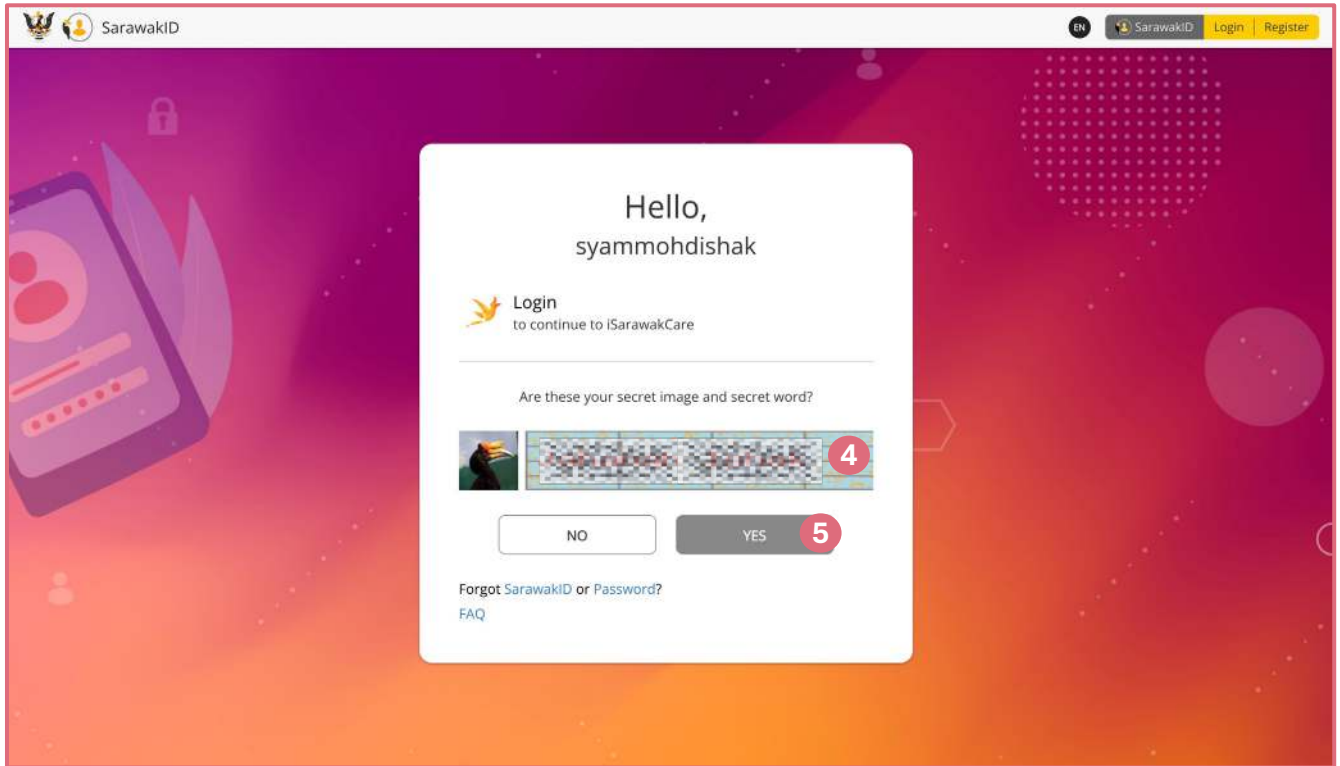 SarawakID
EN
SarawakID Login Register
Hello,
syammohdishak
Login
to continue to iSarawakCare
Are these your secret image and secret word?
4
NO
YES
5
Forgot SarawakID or Password?
FAQ